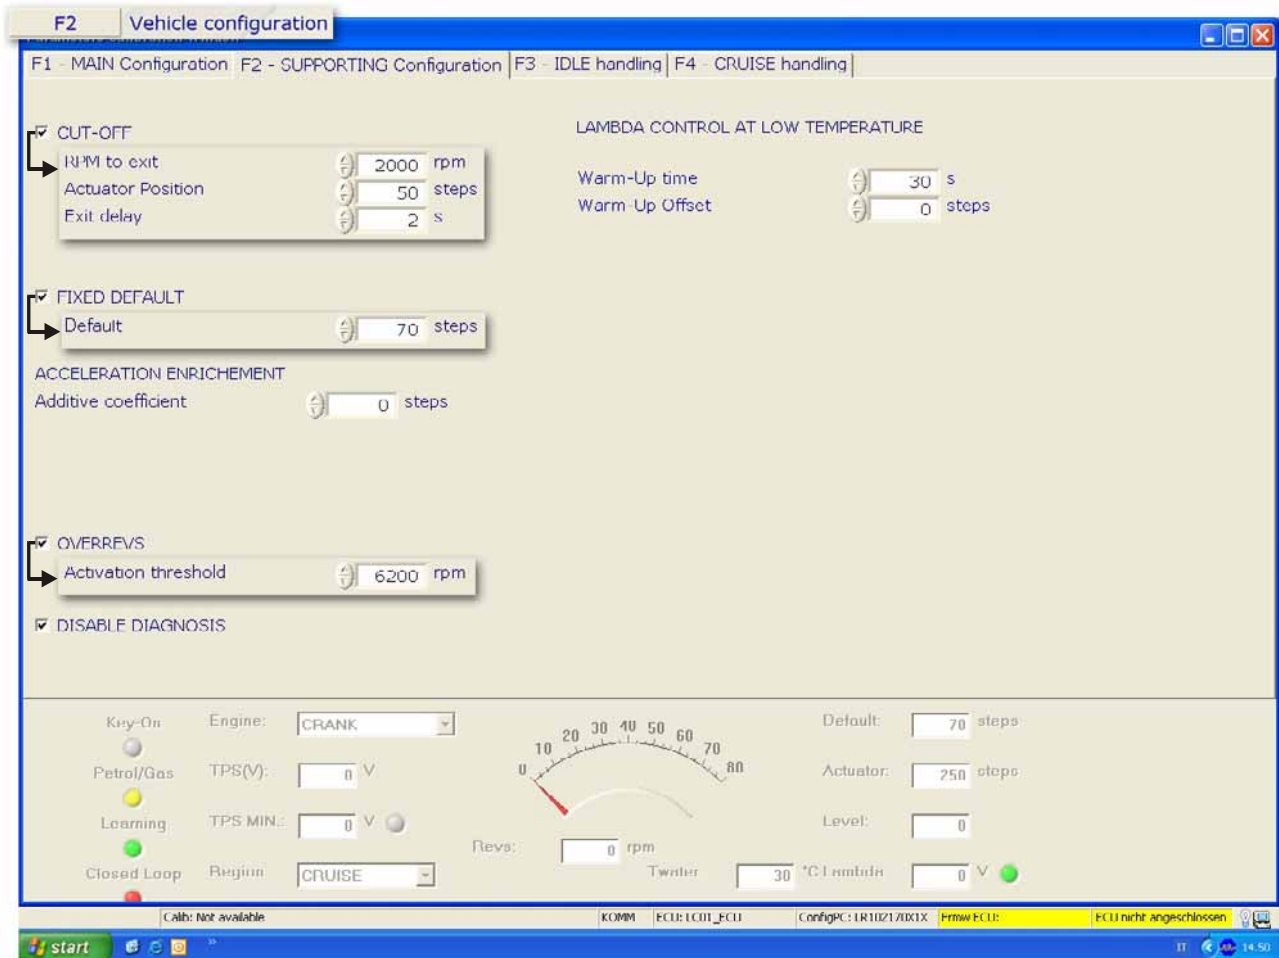 F2 Vehicle configuration
F1 - MAIN Configuration F2 - SUPPORTING Configuration F3 - IDLE handling F4 - CRUISE handling
CUT-OFF
RPM to exit 2000 rpm
Actuator Position 50 steps
Exit delay 2 s
LAMBDA CONTROL AT LOW TEMPERATURE
Warm-Up time 30 s
Warm-Up Offset 0 steps
FIXED DEFAULT
Default 70 steps
ACCELERATION ENRICHEMENT
Additive coefficient 0 steps
OVERREVS
Activation threshold 6200 rpm
DISABLE DIAGNOSIS
Key-On
Petrol/Gas
Learning
Closed Loop
Engine: CRANK
TPS(V): 0 V
TPS MIN.: 0 V
Region CRUISE
0 10 20 30 40 50 60 70 80
Revs: 0 rpm
Twater 30 °C
Default: 70 steps
Actuator: 250 steps
Level: 0
Lambda 0 V
Calib: Not available KOMM ECU: LC01_ECU ConfigPC: LR102170X1X Frmw ECU: ECU nicht angeschlossen
start IT 14.50